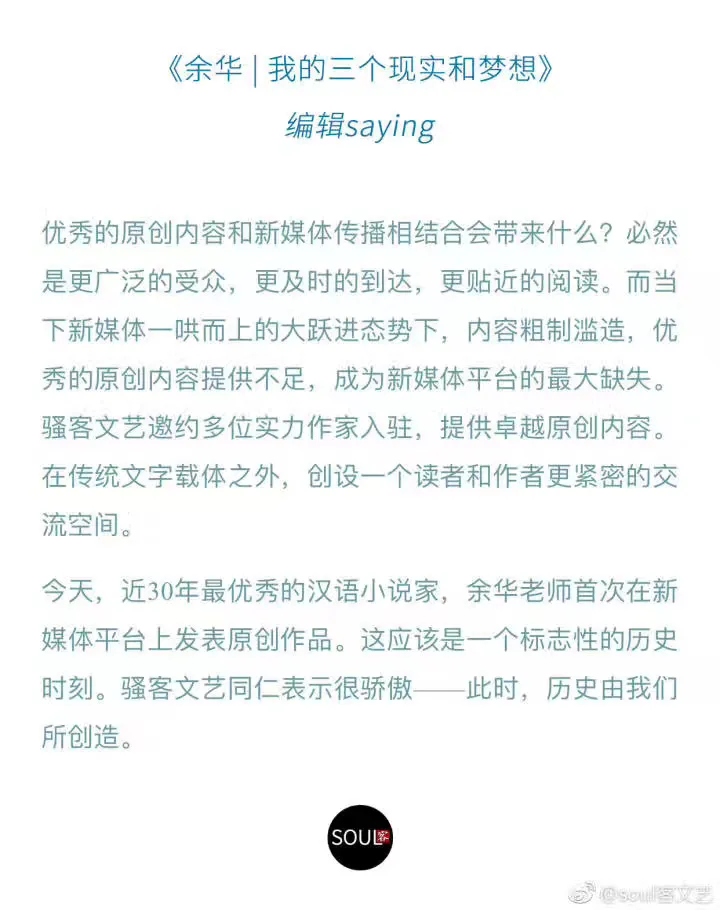 《余华 | 我的三个现实和梦想》
编辑saying
优秀的原创内容和新媒体传播相结合会带来什么？必然
是更广泛的受众，更及时的到达，更贴近的阅读。而当
下新媒体一哄而上的大跃进态势下，内容粗制滥造，优
秀的原创内容提供不足，成为新媒体平台的最大缺失。
骚客文艺邀约多位实力作家入驻，提供卓越原创内容。
在传统文字载体之外，创设一个读者和作者更紧密的交
流空间。
今天，近30年最优秀的汉语小说家，余华老师首次在新
媒体平台上发表原创作品。这应该是一个标志性的历史
时刻。骚客文艺同仁表示很骄傲——此时，历史由我们
所创造。
SOUL客
@soul客文艺